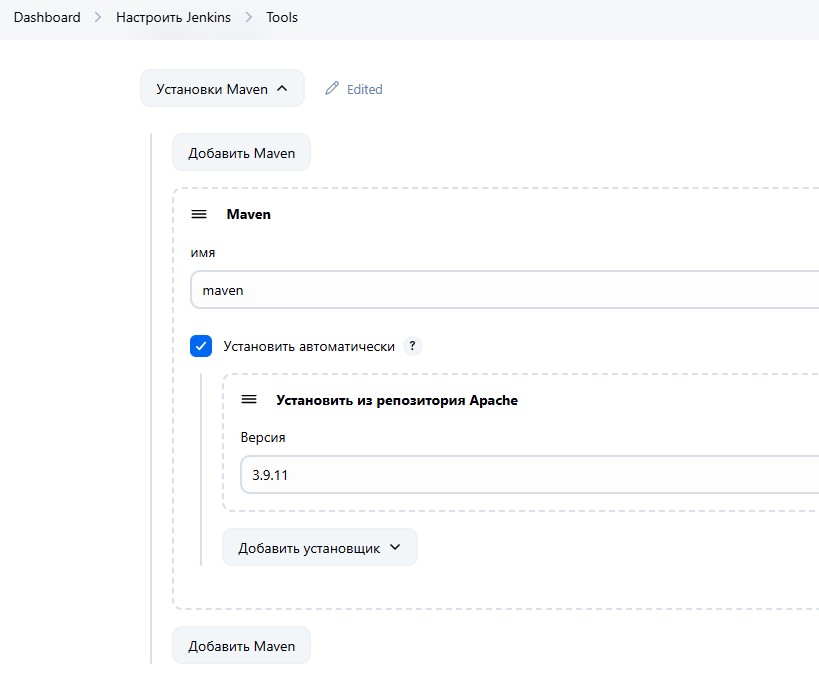 Dashboard > Настроить Jenkins > Tools
Установки Maven Edited
Добавить Maven
Maven
имя
maven
Установить автоматически ?
Установить из репозитория Apache
Версия
3.9.11
Добавить установщик
Добавить Maven